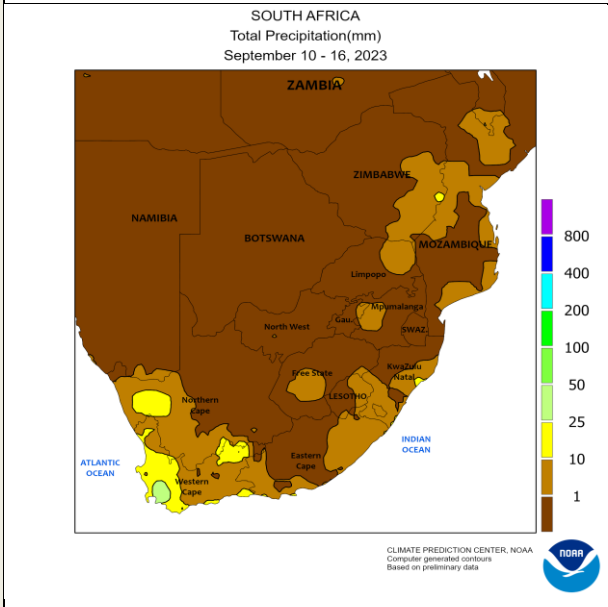 SOUTH AFRICA
Total Precipitation(mm)
September 10 - 16, 2023
ZAMBIA
ZIMBABWE
NAMIBIA
BOTSWANA
MOZAMBIQUE
Limpopo
Mpumalanga
Gau.
North West
SWAZ.
Free State
KwaZulu
Natal
LESOTHO
Northern
Cape
Eastern
Cape
Western
Cape
ATLANTIC
OCEAN
INDIAN
OCEAN
800
400
200
100
50
25
10
1
CLIMATE PREDICTION CENTER, NOAA
Computer generated contours
Based on preliminary data
NOAA